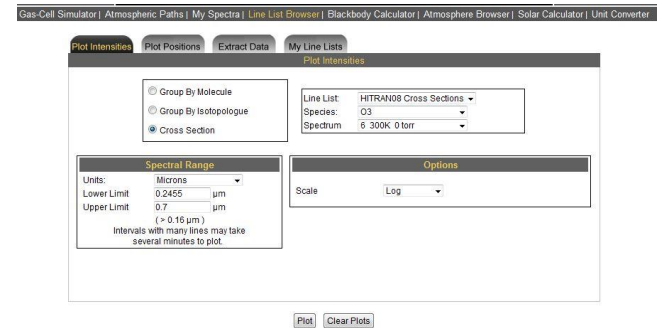 Gas-Cell Simulator | Atmospheric Paths | My Spectra | Line List Browser | Blackbody Calculator | Atmosphere Browser | Solar Calculator | Unit Converter
Plot Intensities Plot Positions Extract Data My Line Lists
Plot Intensities
Group By Molecule
Group By Isotopologue
Cross Section
Line List: HITRAN08 Cross Sections
Species: O3
Spectrum 6 300K 0 torr
Spectral Range
Units: Microns
Lower Limit 0.2455 µm
Upper Limit 0.7 µm
( > 0.16 µm )
Intervals with many lines may take
several minutes to plot.
Options
Scale Log
Plot Clear Plots